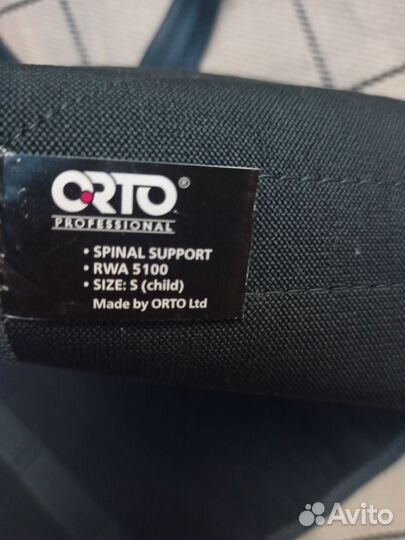 ORTO®
PROFESSIONAL
• SPINAL SUPPORT
• RWA 5100
• SIZE: S (child)
Made by ORTO Ltd
Avito